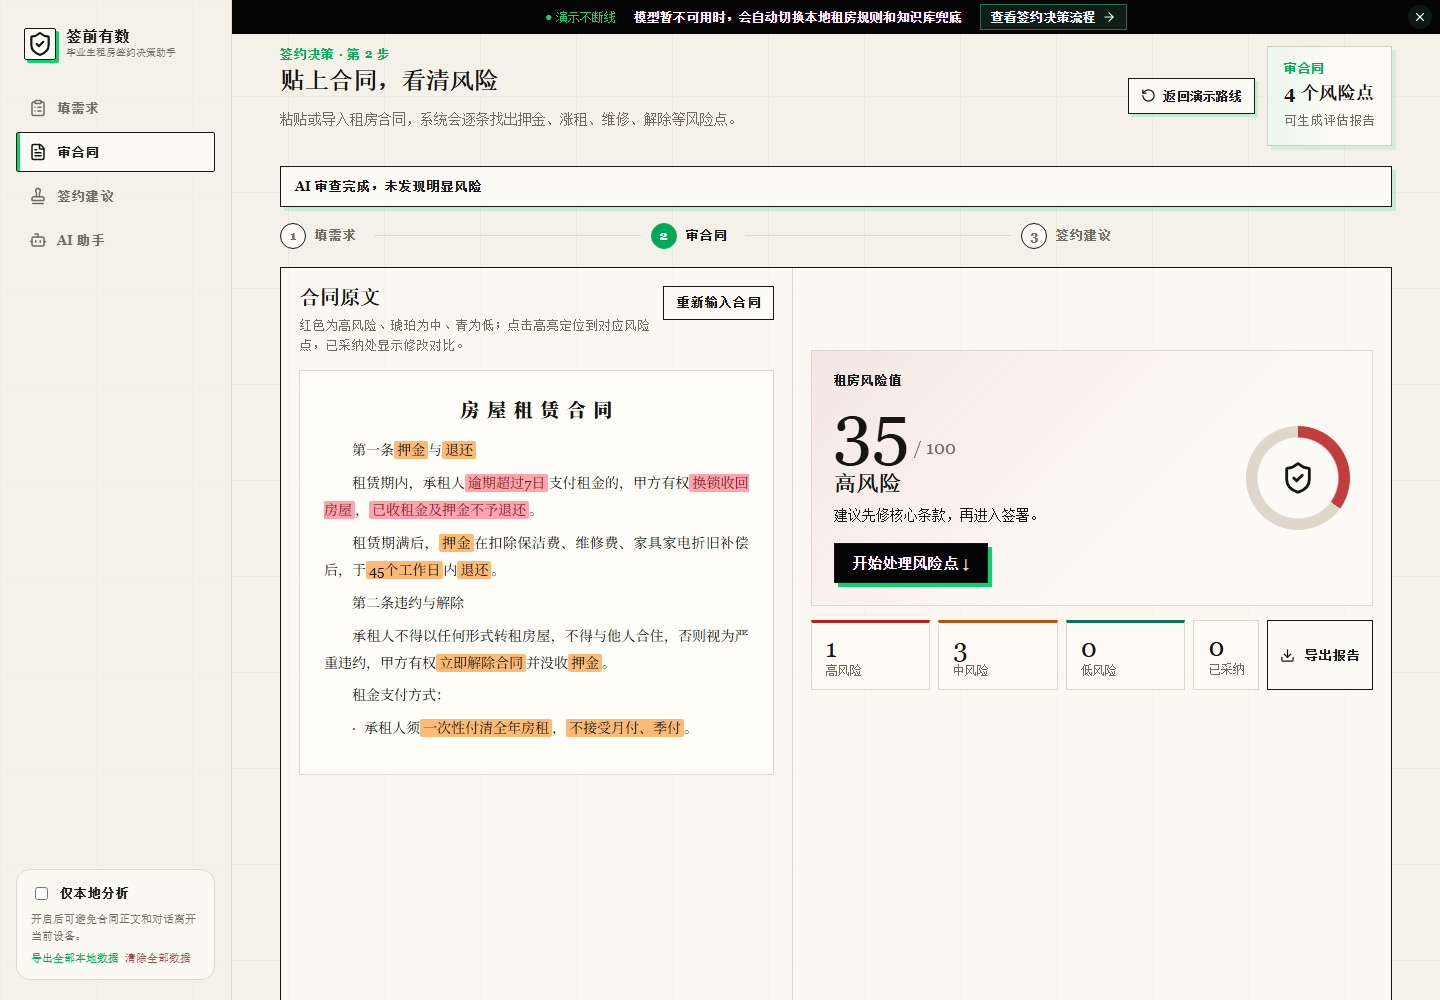 演示不断线 模型暂不可用时，会自动切换本地租房规则和知识库兜底 查看签约决策流程 →
签前有数
毕业生租房签约决策助手
填需求
审合同
签约建议
AI 助手
仅本地分析
开启后可避免合同正文和对话离开
当前设备。
导出全部本地数据 清除全部数据
签约决策 · 第 2 步
贴上合同，看清风险
粘贴或导入租房合同，系统会逐条找出押金、涨租、维修、解除等风险点。
返回演示路线
审合同
4 个风险点
可生成评估报告
AI 审查完成，未发现明显风险
1 填需求
2 审合同
3 签约建议
合同原文
红色为高风险、琥珀为中、青为低；点击高亮定位到对应风险
点，已采纳处显示修改对比。
重新输入合同
房屋租赁合同
第一条押金与退还
租赁期内，承租人逾期超过7日支付租金的，甲方有权换锁收回
房屋，已收租金及押金不予退还。
租赁期满后，押金在扣除保洁费、维修费、家具家电折旧补偿
后，于45个工作日内退还。
第二条违约与解除
承租人不得以任何形式转租房屋，不得与他人合住，否则视为严
重违约，甲方有权立即解除合同并没收押金。
租金支付方式：
· 承租人须一次性付清全年房租，不接受月付、季付。
租房风险值
35 / 100
高风险
建议先修核心条款，再进入签署。
开始处理风险点 ↓
1
高风险
3
中风险
0
低风险
0
已采纳
导出报告